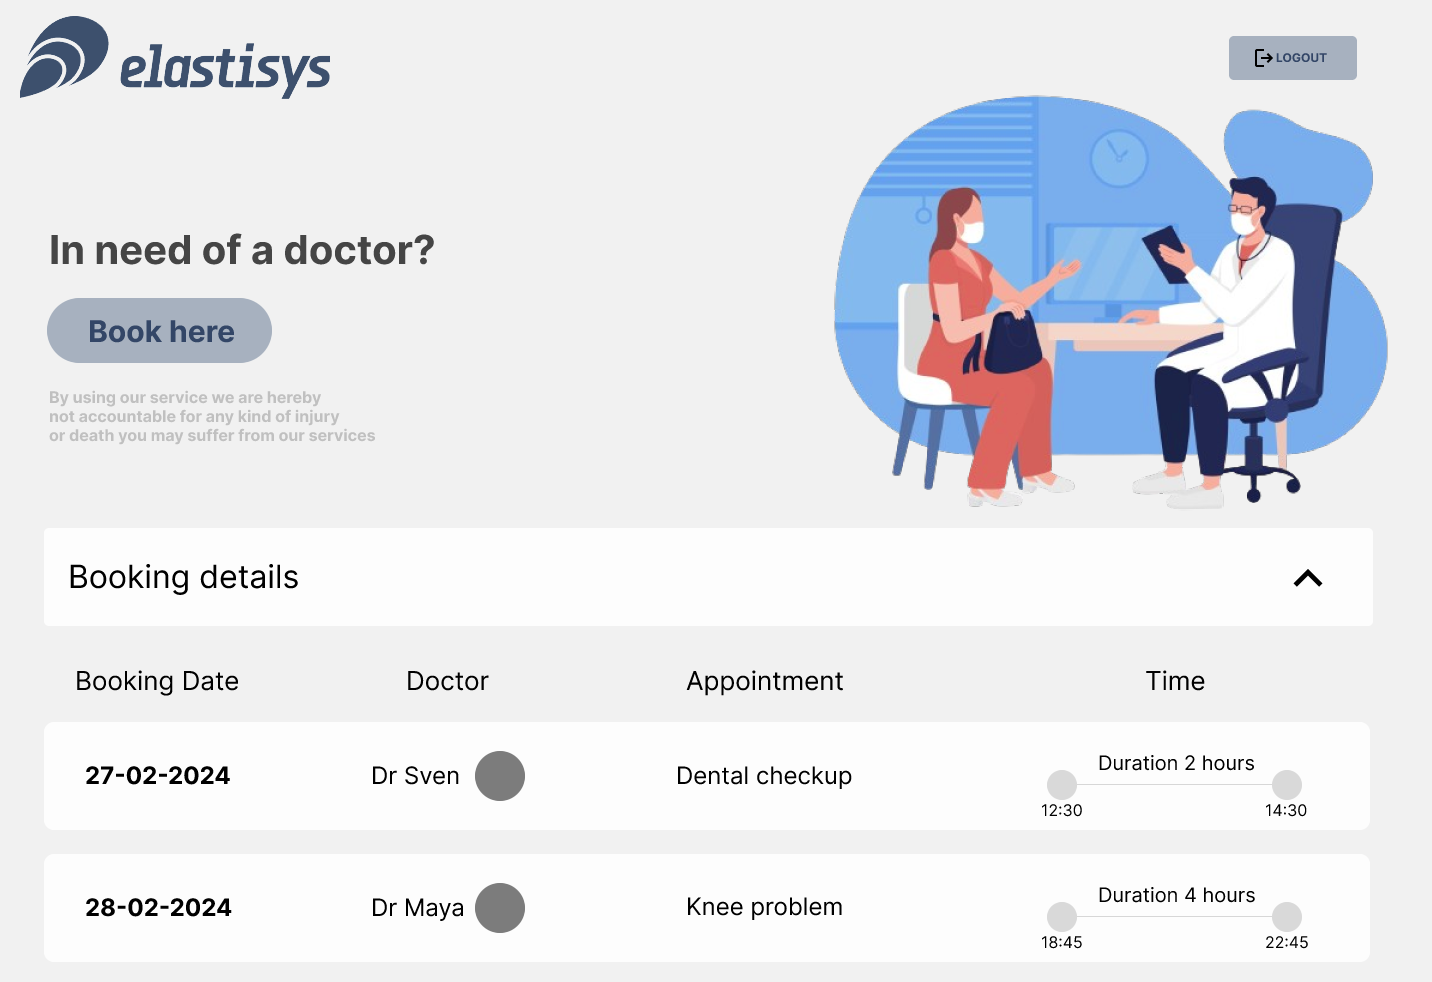 elastisys
LOGOUT
In need of a doctor?
Book here
By using our service we are hereby
not accountable for any kind of injury
or death you may suffer from our services
Booking details
Booking Date Doctor Appointment Time
27-02-2024 Dr Sven Dental checkup Duration 2 hours
12:30 14:30
28-02-2024 Dr Maya Knee problem Duration 4 hours
18:45 22:45